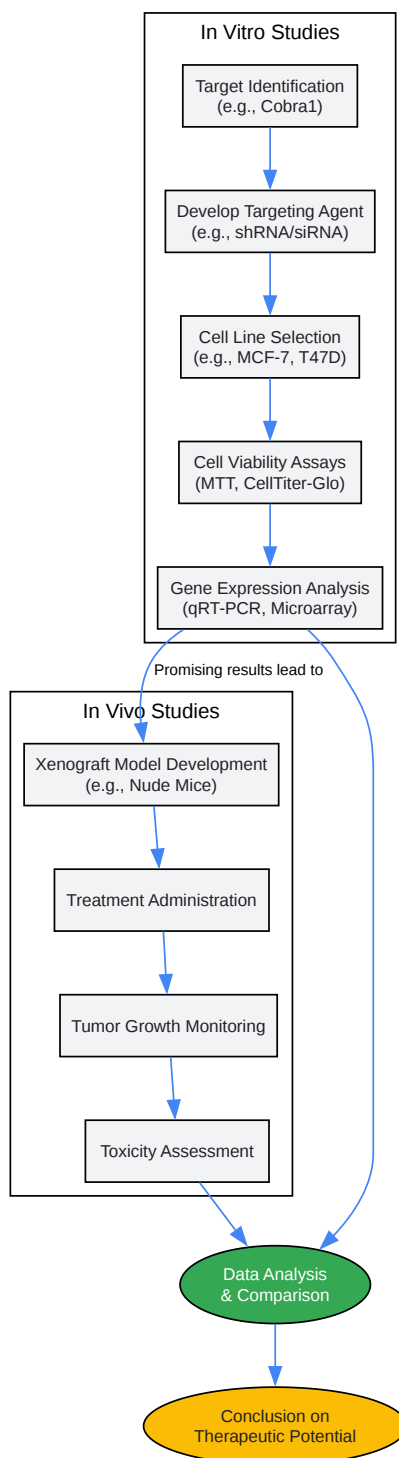 In Vitro Studies
Target Identification
(e.g., Cobra1)
Develop Targeting Agent
(e.g., shRNA/siRNA)
Cell Line Selection
(e.g., MCF-7, T47D)
Cell Viability Assays
(MTT, CellTiter-Glo)
Gene Expression Analysis
(qRT-PCR, Microarray)
Promising results lead to
In Vivo Studies
Xenograft Model Development
(e.g., Nude Mice)
Treatment Administration
Tumor Growth Monitoring
Toxicity Assessment
Data Analysis
& Comparison
Conclusion on
Therapeutic Potential